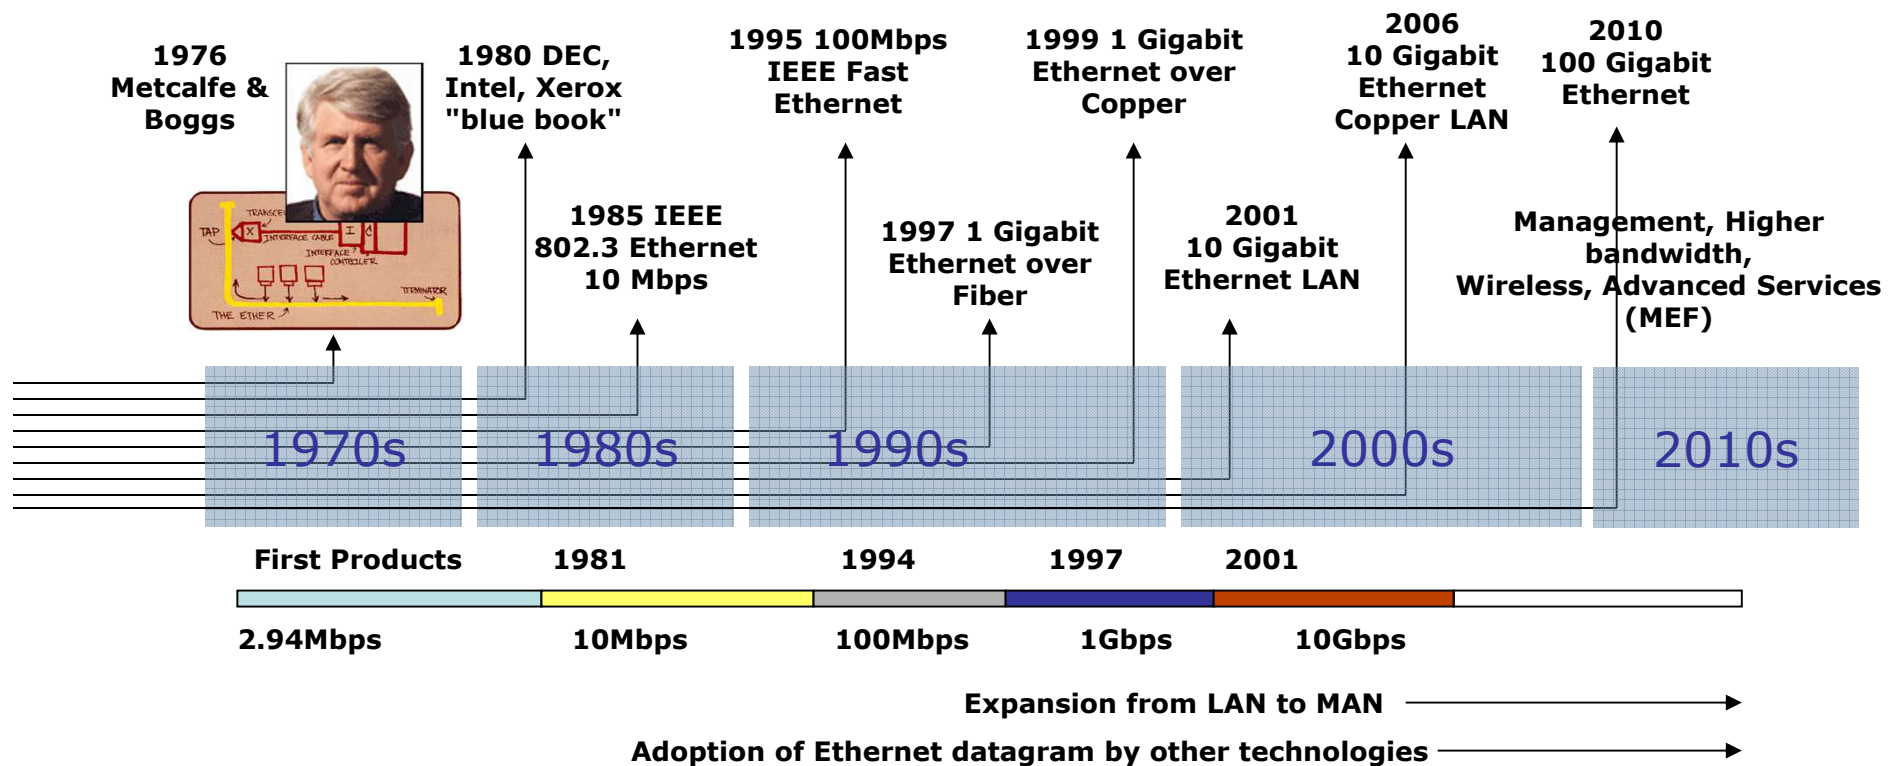 1976
Metcalfe &
Boggs
1980 DEC,
Intel, Xerox
"blue book"
1995 100Mbps
IEEE Fast
Ethernet
1999 1 Gigabit
Ethernet over
Copper
2006
10 Gigabit
Ethernet
Copper LAN
2010
100 Gigabit
Ethernet
TAP
X
INTERFACE CABLE
I
C
INTERFACE
CONTROLLER
TERMINATOR
THE ETHER
1985 IEEE
802.3 Ethernet
10 Mbps
1997 1 Gigabit
Ethernet over
Fiber
2001
10 Gigabit
Ethernet LAN
Management, Higher
bandwidth,
Wireless, Advanced Services
(MEF)
1970s
1980s
1990s
2000s
2010s
First Products
1981
1994
1997
2001
2.94Mbps
10Mbps
100Mbps
1Gbps
10Gbps
Expansion from LAN to MAN
Adoption of Ethernet datagram by other technologies